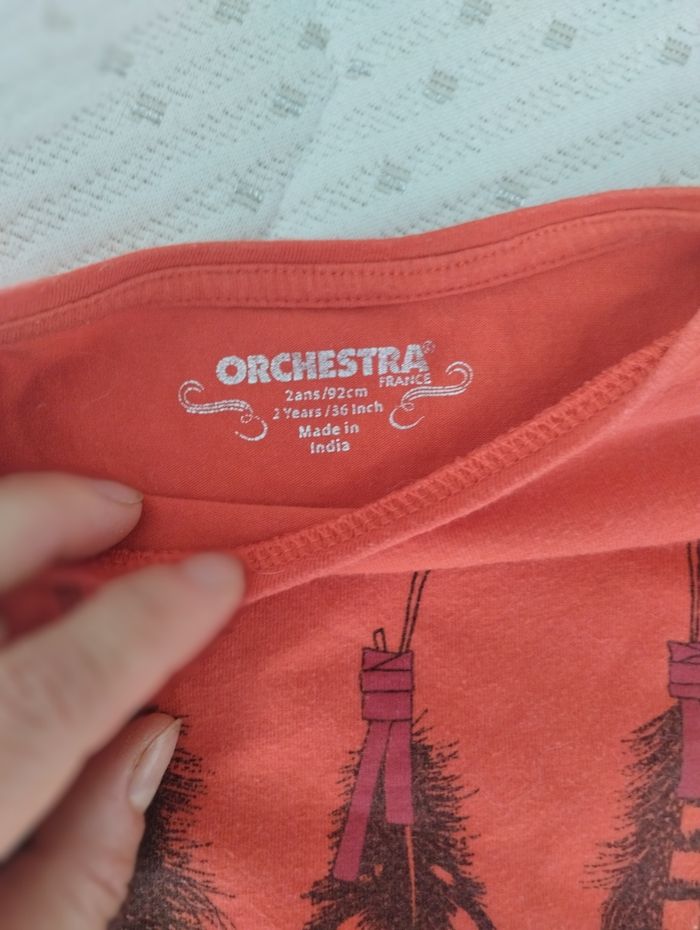 ORCHESTRA®
FRANCE
2ans/92cm
2 Years/36 Inch
Made in
India